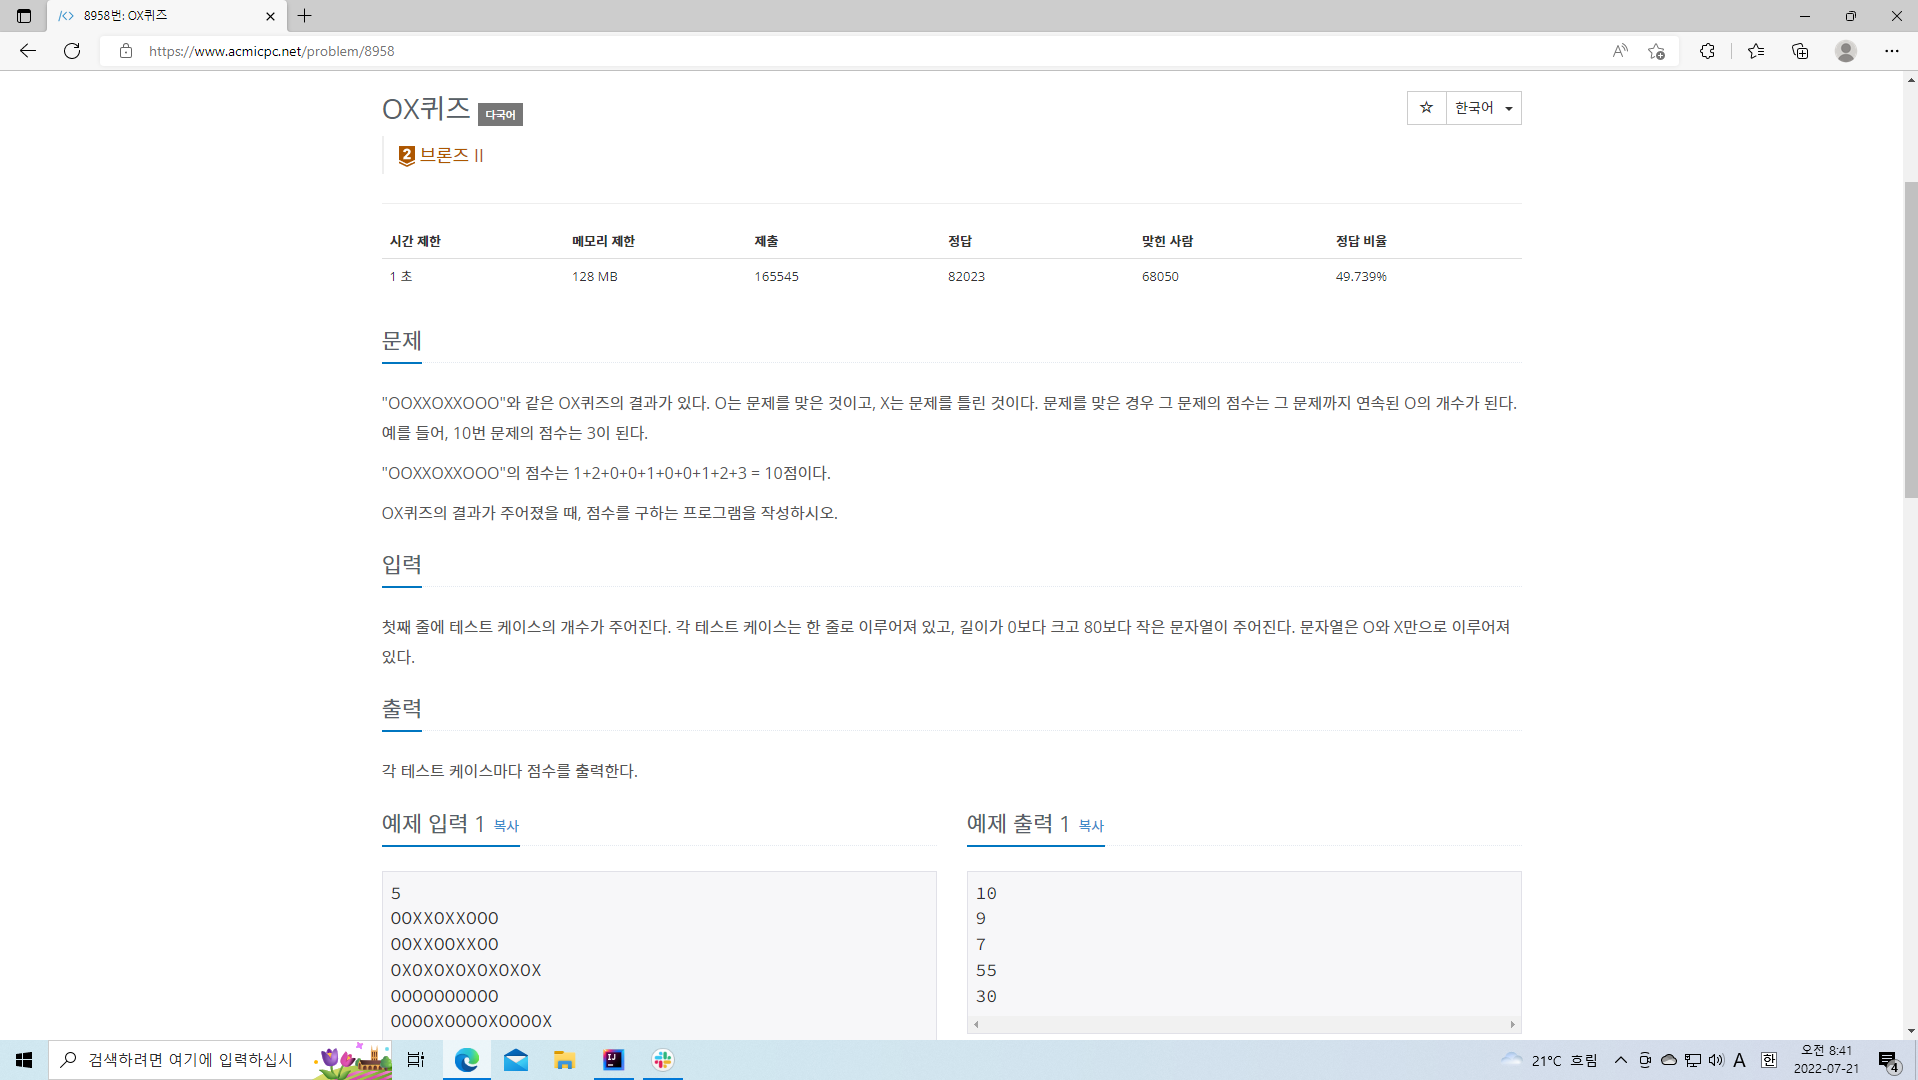 8958번: OX퀴즈
https://www.acmicpc.net/problem/8958
OX퀴즈 다국어
한국어
2 브론즈 II
시간 제한 메모리 제한 제출 정답 맞힌 사람 정답 비율
1 초 128 MB 165545 82023 68050 49.739%
문제
"OOXXOXXOOO"와 같은 OX퀴즈의 결과가 있다. O는 문제를 맞은 것이고, X는 문제를 틀린 것이다. 문제를 맞은 경우 그 문제의 점수는 그 문제까지 연속된 O의 개수가 된다.
예를 들어, 10번 문제의 점수는 3이 된다.
"OOXXOXXOOO"의 점수는 1+2+0+0+1+0+0+1+2+3 = 10점이다.
OX퀴즈의 결과가 주어졌을 때, 점수를 구하는 프로그램을 작성하시오.
입력
첫째 줄에 테스트 케이스의 개수가 주어진다. 각 테스트 케이스는 한 줄로 이루어져 있고, 길이가 0보다 크고 80보다 작은 문자열이 주어진다. 문자열은 O와 X만으로 이루어져
있다.
출력
각 테스트 케이스마다 점수를 출력한다.
예제 입력 1 복사
5
OOXXOXXOOO
OOXXOOXXOO
OXOXOXOXOXOXOX
OOOOOOOOOO
OOOOXOOOOXOOOOX
예제 출력 1 복사
10
9
7
55
30
검색하려면 여기에 입력하십시
21°C 흐림
A 한
오전 8:41
2022-07-21
4